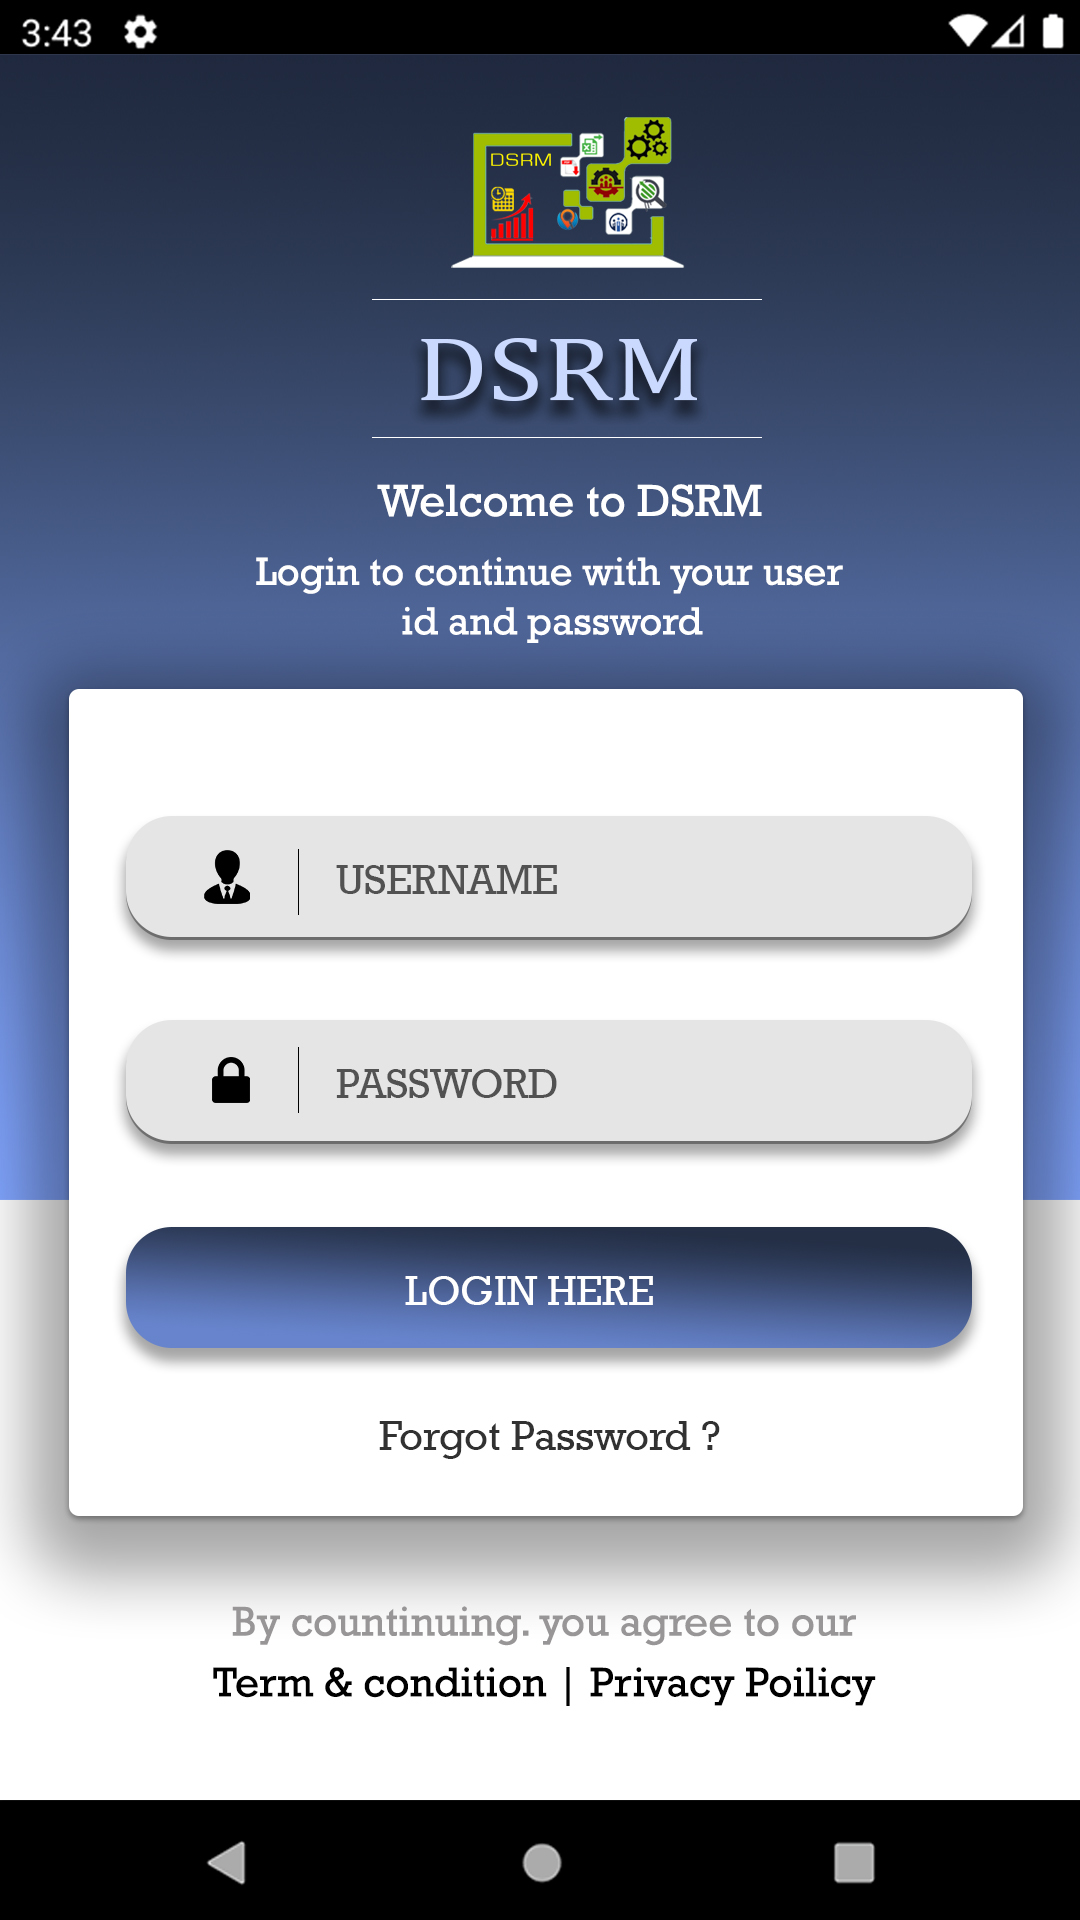 3:43
DSRM
DSRM
Welcome to DSRM
Login to continue with your user
id and password
USERNAME
PASSWORD
LOGIN HERE
Forgot Password ?
By countinuing. you agree to our
Term & condition | Privacy Poilicy